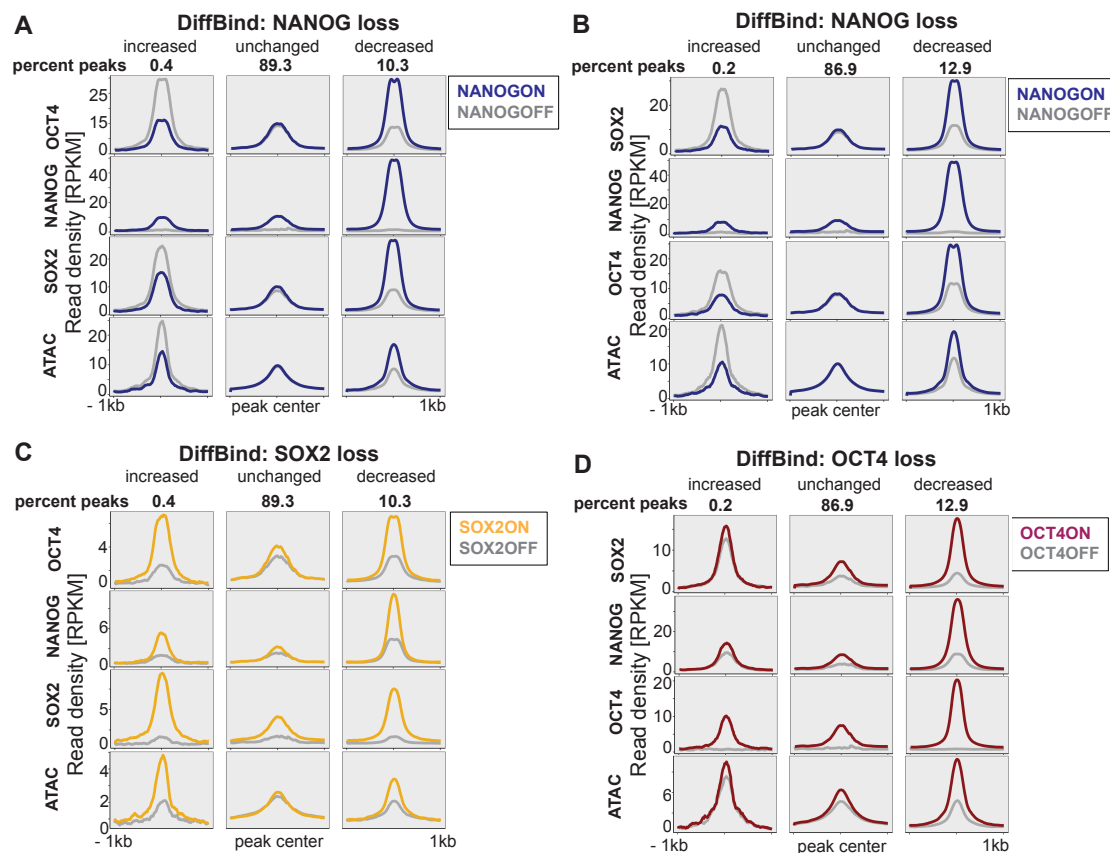 A
DiffBind: NANOG loss
increased unchanged decreased
percent peaks 0.4 89.3 10.3
NANOGON
NANOGOFF
OCT4
25
15
0
NANOG
40
20
0
SOX2
20
10
0
ATAC
20
10
0
Read density [RPKM]
- 1kb peak center 1kb
B
DiffBind: NANOG loss
increased unchanged decreased
percent peaks 0.2 86.9 12.9
NANOGON
NANOGOFF
SOX2
20
0
NANOG
40
20
0
OCT4
20
10
0
ATAC
20
10
0
Read density [RPKM]
- 1kb peak center 1kb
C
DiffBind: SOX2 loss
increased unchanged decreased
percent peaks 0.4 89.3 10.3
SOX2ON
SOX2OFF
OCT4
4
0
NANOG
6
0
SOX2
5
0
ATAC
4
2
0
Read density [RPKM]
- 1kb peak center 1kb
D
DiffBind: OCT4 loss
increased unchanged decreased
percent peaks 0.2 86.9 12.9
OCT4ON
OCT4OFF
SOX2
10
0
NANOG
20
0
OCT4
20
10
0
ATAC
6
0
Read density [RPKM]
- 1kb peak center 1kb